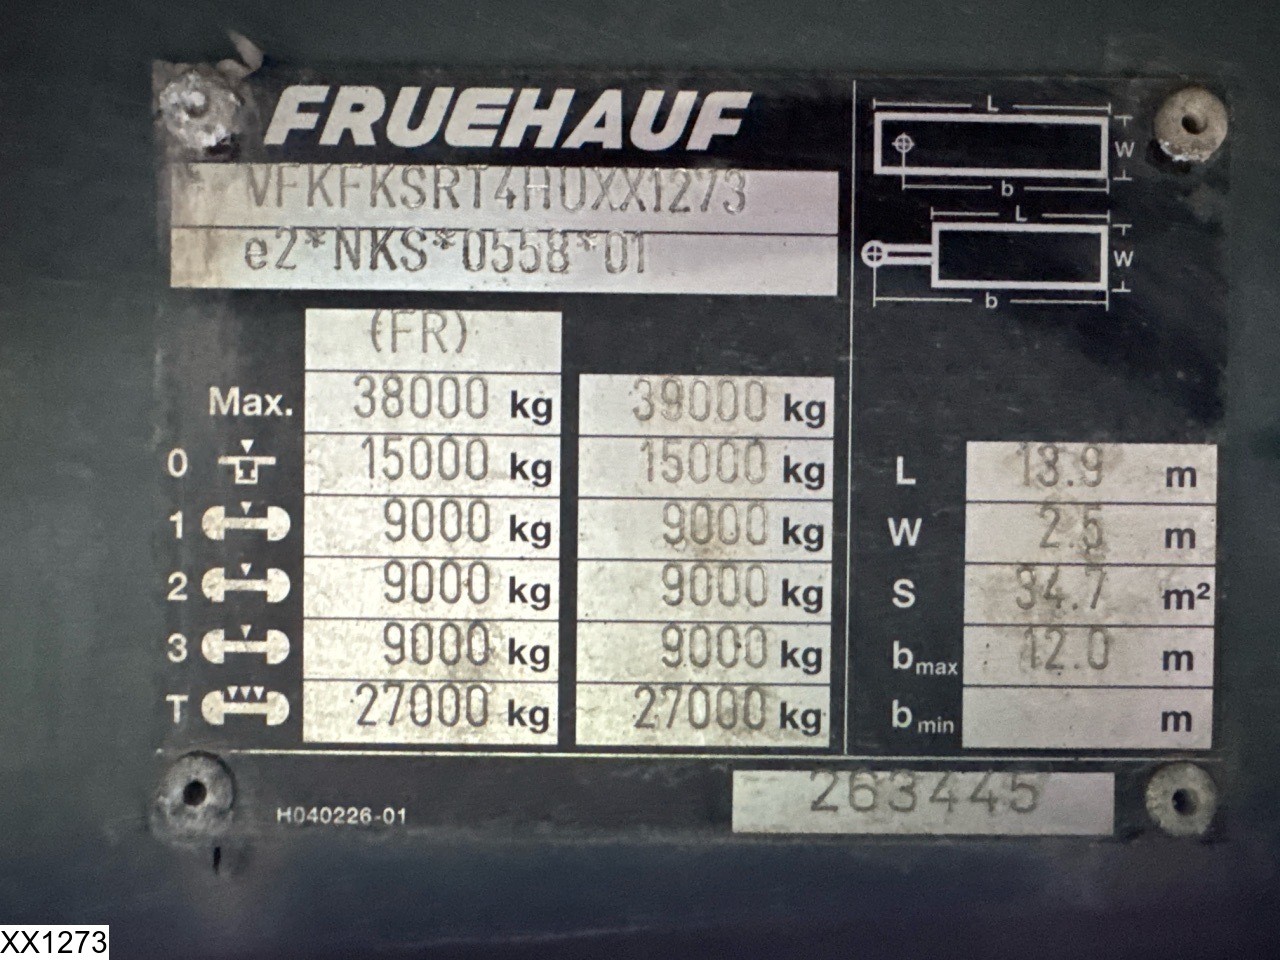 FRUEHAUF
VFKFKSRT4HUXX1273
e2*NKS*0558*01
(FR)
Max. 38000 kg 39000 kg
0 15000 kg 15000 kg
1 9000 kg 9000 kg
2 9000 kg 9000 kg
3 9000 kg 9000 kg
T 27000 kg 27000 kg
L
W
b
L
W
b
L 13.9 m
W 2.5 m
S 34.7 m²
bmax 12.0 m
bmin m
H040226-01
263445
XX1273